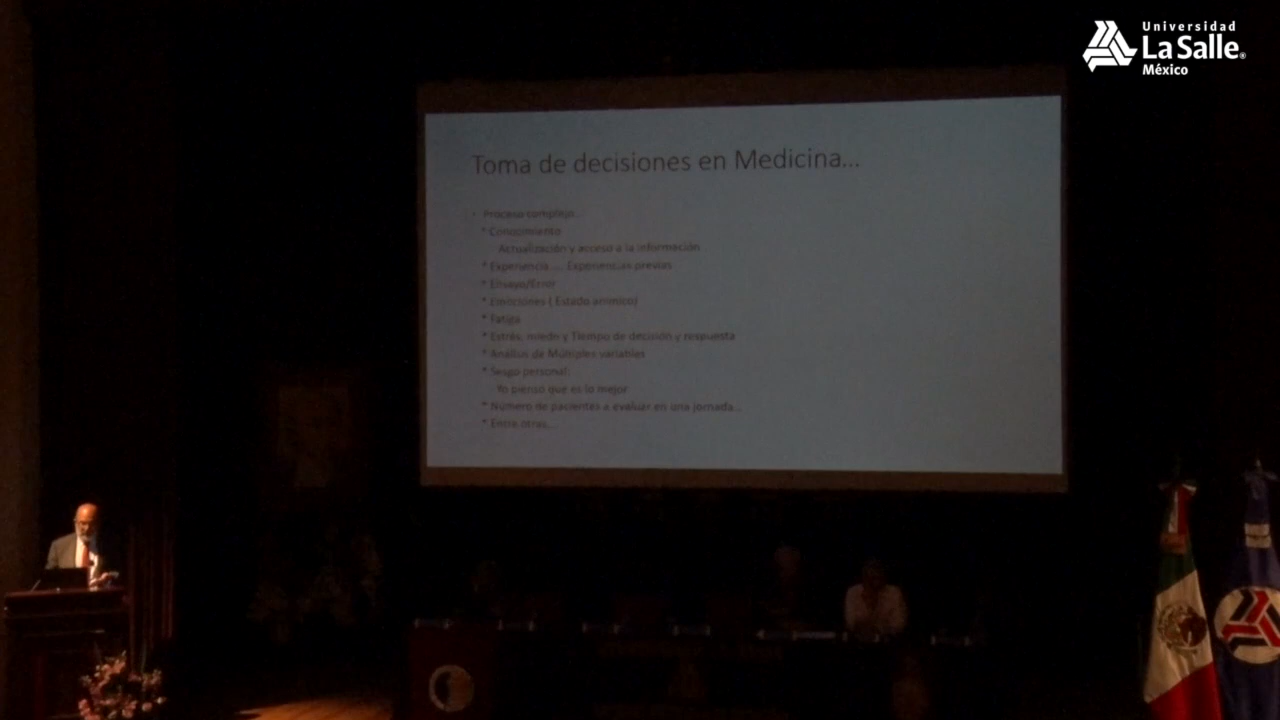 Universidad
La Salle®
México
Toma de decisiones en Medicina...
• Proceso complejo...
* Conocimiento
Actualización y acceso a la información
* Experiencia .... Experiencias previas
* Ensayo/Error
* Emociones ( Estado anímico)
* Fatiga
* Estrés, miedo y Tiempo de decisión y respuesta
* Análisis de Múltiples variables
* Sesgo personal:
Yo pienso que es lo mejor
* Número de pacientes a evaluar en una jornada...
* Entre otras...